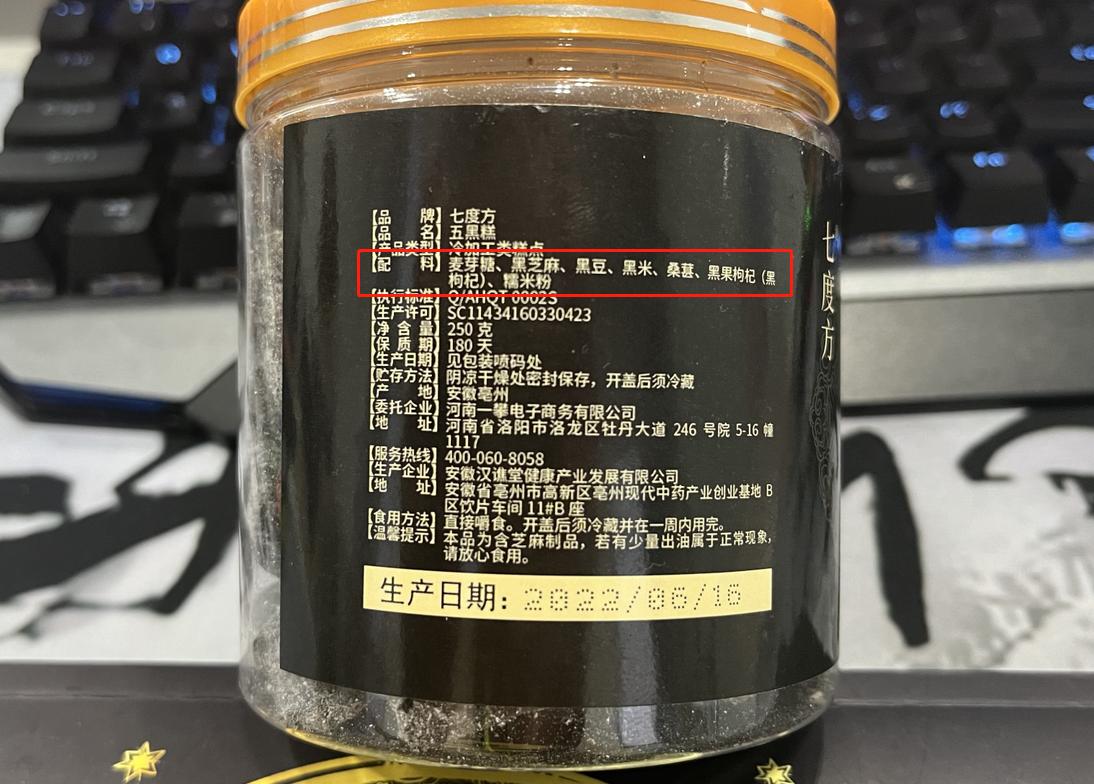 【品　　牌】七度方
【品　　名】五黑糕
【产品类型】冷加工类糕点
【配　　料】麦芽糖、黑芝麻、黑豆、黑米、桑葚、黑果枸杞（黑
枸杞）、糯米粉
【执行标准】Q/AHQT 0002S
【生产许可】SC11434160330423
【净 含 量】250 克
【保 质 期】180 天
【生产日期】见包装喷码处
【贮存方法】阴凉干燥处密封保存，开盖后须冷藏
【产　　地】安徽亳州
【委托企业】河南一攀电子商务有限公司
【地　　址】河南省洛阳市洛龙区牡丹大道 246 号院 5-16 幢
1117
【服务热线】400-060-8058
【生产企业】安徽汉谯堂健康产业发展有限公司
【地　　址】安徽省亳州市高新区亳州现代中药产业创业基地 B
区饮片车间 11#B 座
【食用方法】直接嚼食。开盖后须冷藏并在一周内用完。
【温馨提示】本品为含芝麻制品，若有少量出油属于正常现象，
请放心食用。
生产日期：2022/06/16
七度方